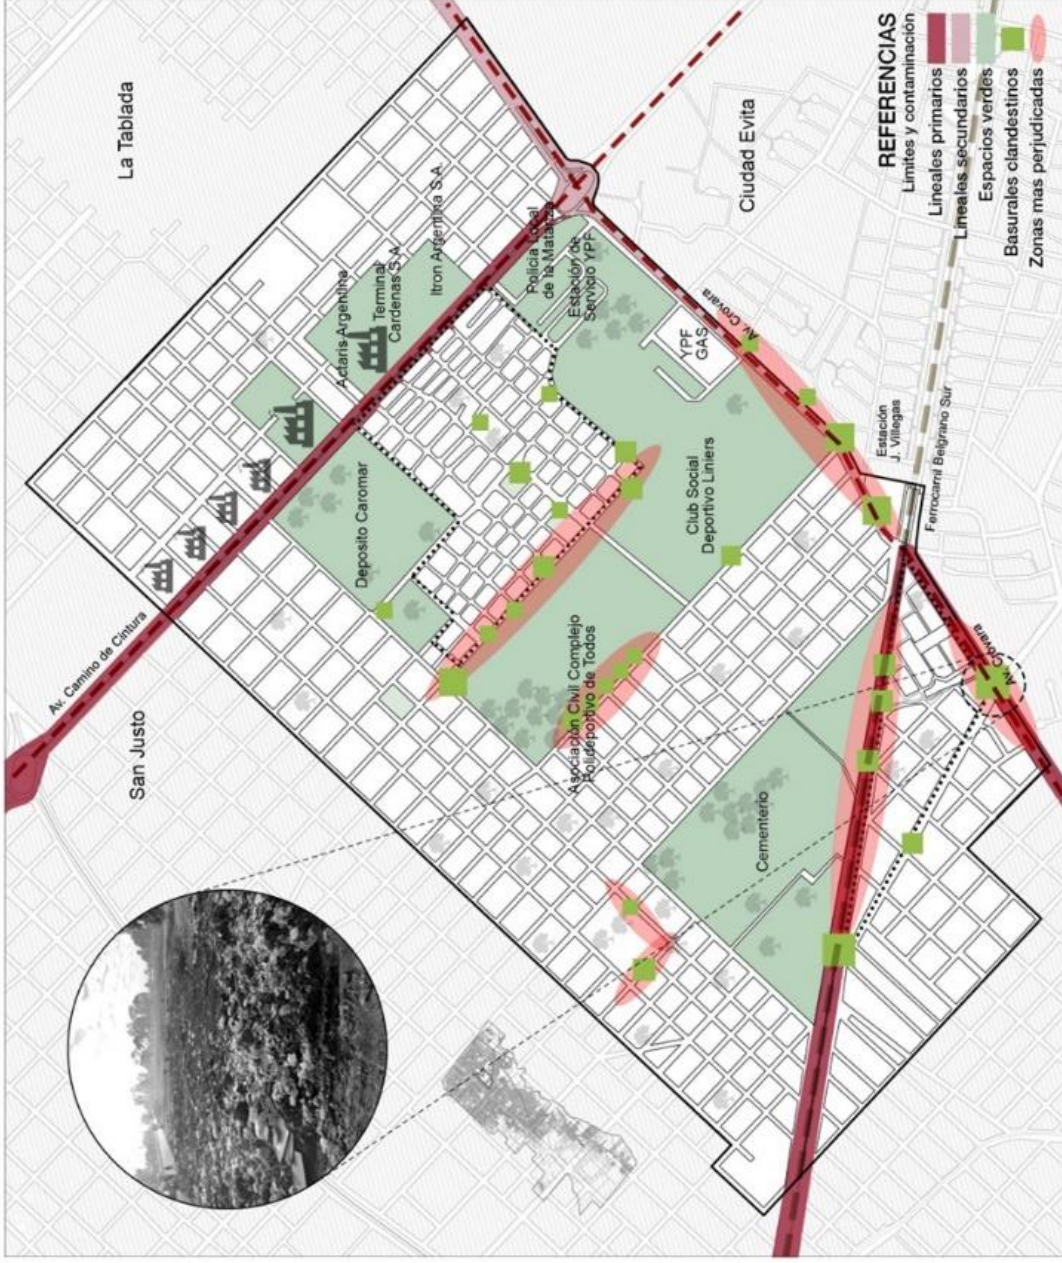 La Tablada
Av. Camino de Cintura
San Justo
Actaris Argentina
Terminal
Cardenas S.A.
Itron Argentina S.A.
Policia Local
de la Matanza
Estación de
Servicio YPF
Deposito Caromar
YPF
GAS
Av. Crovara
Ciudad Evita
Club Social
Deportivo Liniers
Estación
J. Villegas
Ferrocarril Belgrano Sur
Asociación Civil Complejo
Polideportivo de Todos
Cementerio
Av. Crovara
REFERENCIAS
Limites y contaminación
Lineales primarios
Lineales secundarios
Espacios verdes
Basurales clandestinos
Zonas mas perjudicadas